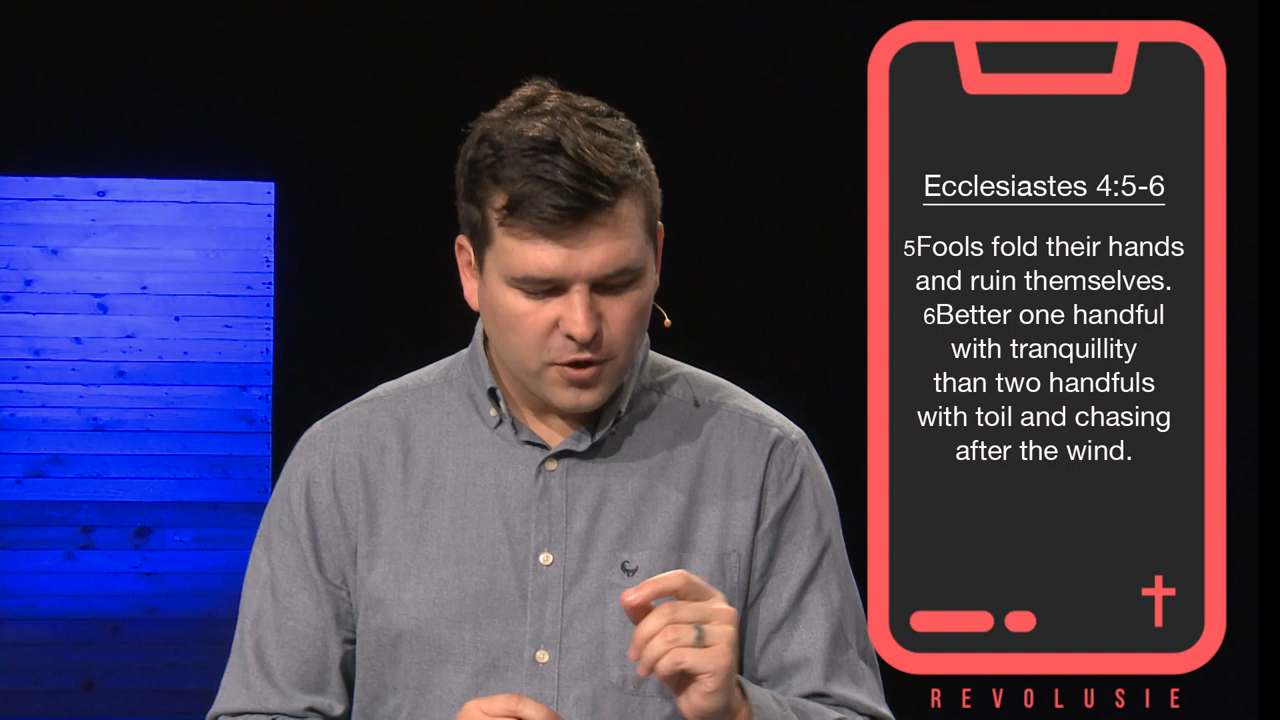 Ecclesiastes 4:5-6
5Fools fold their hands
and ruin themselves.
6Better one handful
with tranquillity
than two handfuls
with toil and chasing
after the wind.
REVOLUSIE